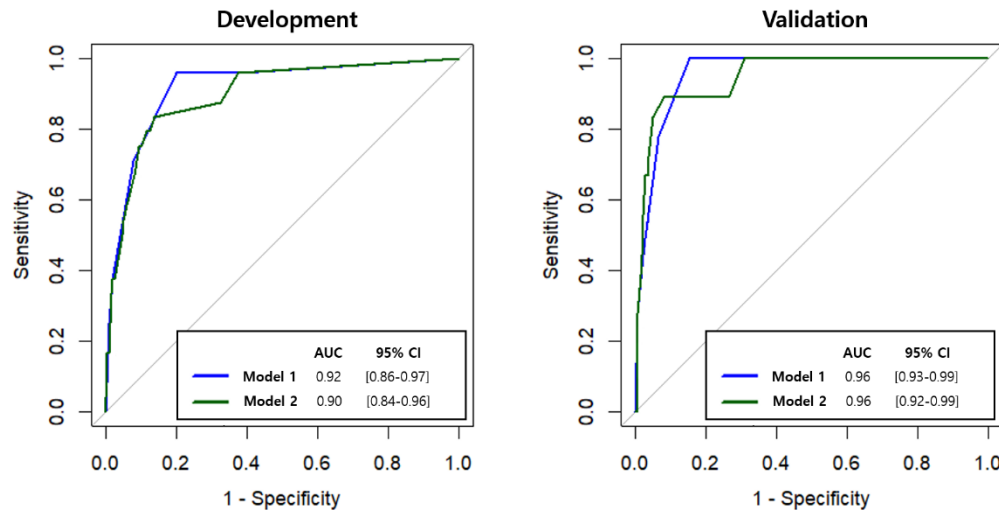 Development
Sensitivity
1.0
0.8
0.6
0.4
0.2
0.0
AUC 95% CI
Model 1 0.92 [0.86-0.97]
Model 2 0.90 [0.84-0.96]
0.0 0.2 0.4 0.6 0.8 1.0
1 - Specificity
Validation
Sensitivity
1.0
0.8
0.6
0.4
0.2
0.0
AUC 95% CI
Model 1 0.96 [0.93-0.99]
Model 2 0.96 [0.92-0.99]
0.0 0.2 0.4 0.6 0.8 1.0
1 - Specificity